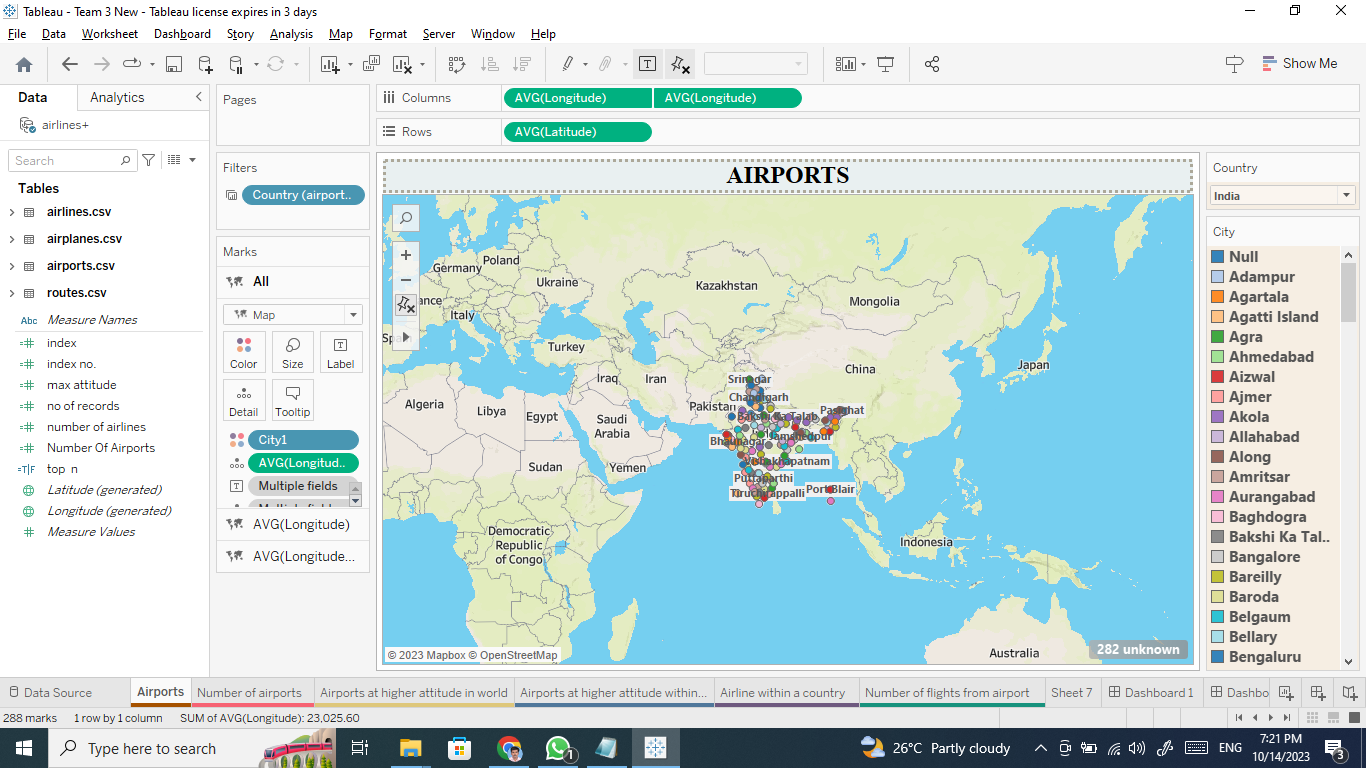 Tableau - Team 3 New - Tableau license expires in 3 days
File Data Worksheet Dashboard Story Analysis Map Format Server Window Help
Show Me
Data Analytics
airlines+
Search
Tables
airlines.csv
airplanes.csv
airports.csv
routes.csv
Abc Measure Names
index
index no.
max attitude
no of records
number of airlines
Number Of Airports
top n
Latitude (generated)
Longitude (generated)
Measure Values
Pages
Filters
Country (airport..
Marks
All
Map
Color Size Label
Detail Tooltip
City1
AVG(Longitud..
Multiple fields
AVG(Longitude)
AVG(Longitude...
Columns AVG(Longitude) AVG(Longitude)
Rows AVG(Latitude)
AIRPORTS
Poland
Germany
Ukraine
Kazakhstan
Mongolia
Italy
Turkey
Japan
China
Iraq
Iran
Srinagar
Chandigarh
Pakistan
Pasighat
Bakshi Ka Talab
Algeria
Libya
Egypt
Saudi
Arabia
Bhavnagar
Jamshedpur
Vishakhapatnam
Sudan
Yemen
Puttaparthi
Port Blair
Tiruchirappalli
Democratic
Republic
of Congo
Indonesia
Australia
© 2023 Mapbox © OpenStreetMap
282 unknown
Country
India
City
Null
Adampur
Agartala
Agatti Island
Agra
Ahmedabad
Aizwal
Ajmer
Akola
Allahabad
Along
Amritsar
Aurangabad
Baghdogra
Bakshi Ka Tal..
Bangalore
Bareilly
Baroda
Belgaum
Bellary
Bengaluru
Data Source Airports Number of airports Airports at higher attitude in world Airports at higher attitude within... Airline within a country Number of flights from airport Sheet 7 Dashboard 1 Dashbo
288 marks 1 row by 1 column SUM of AVG(Longitude): 23,025.60
Type here to search
1
26°C Partly cloudy
ENG
7:21 PM
10/14/2023
3